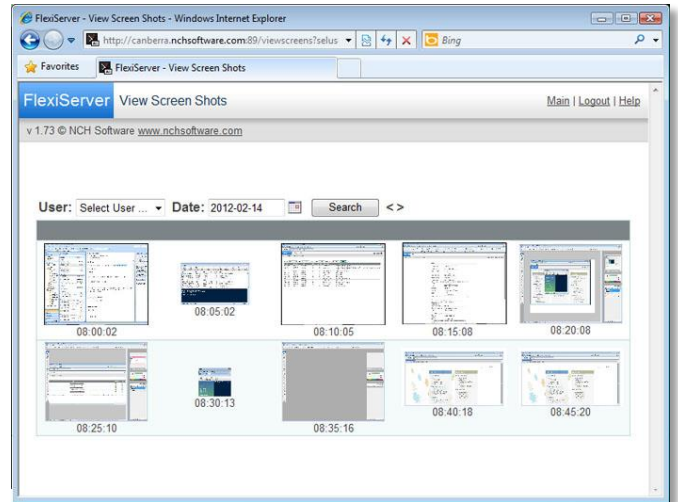 FlexiServer - View Screen Shots - Windows Internet Explorer
http://canberra.nchsoftware.com:89/viewscreens?selus
Bing
Favorites
FlexiServer - View Screen Shots
FlexiServer View Screen Shots
Main | Logout | Help
v 1.73 © NCH Software www.nchsoftware.com
User: Select User ... Date: 2012-02-14 Search < >
08:00:02 08:05:02 08:10:05 08:15:08 08:20:08
08:25:10 08:30:13 08:35:16 08:40:18 08:45:20